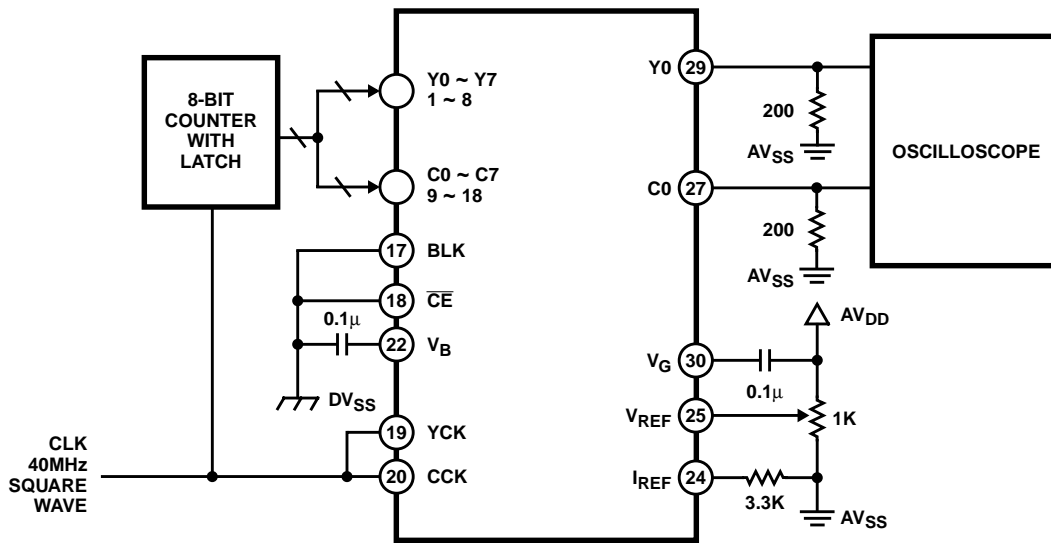 8-BIT
COUNTER
WITH
LATCH
Y0 ~ Y7
1 ~ 8
C0 ~ C7
9 ~ 18
17 BLK
18 C̅E̅
0.1μ
22 VB
DVSS
19 YCK
20 CCK
CLK
40MHz
SQUARE
WAVE
Y0 29
200
AVSS
C0 27
200
AVSS
OSCILLOSCOPE
AVDD
VG 30
0.1μ
VREF 25
1K
IREF 24
3.3K
AVSS